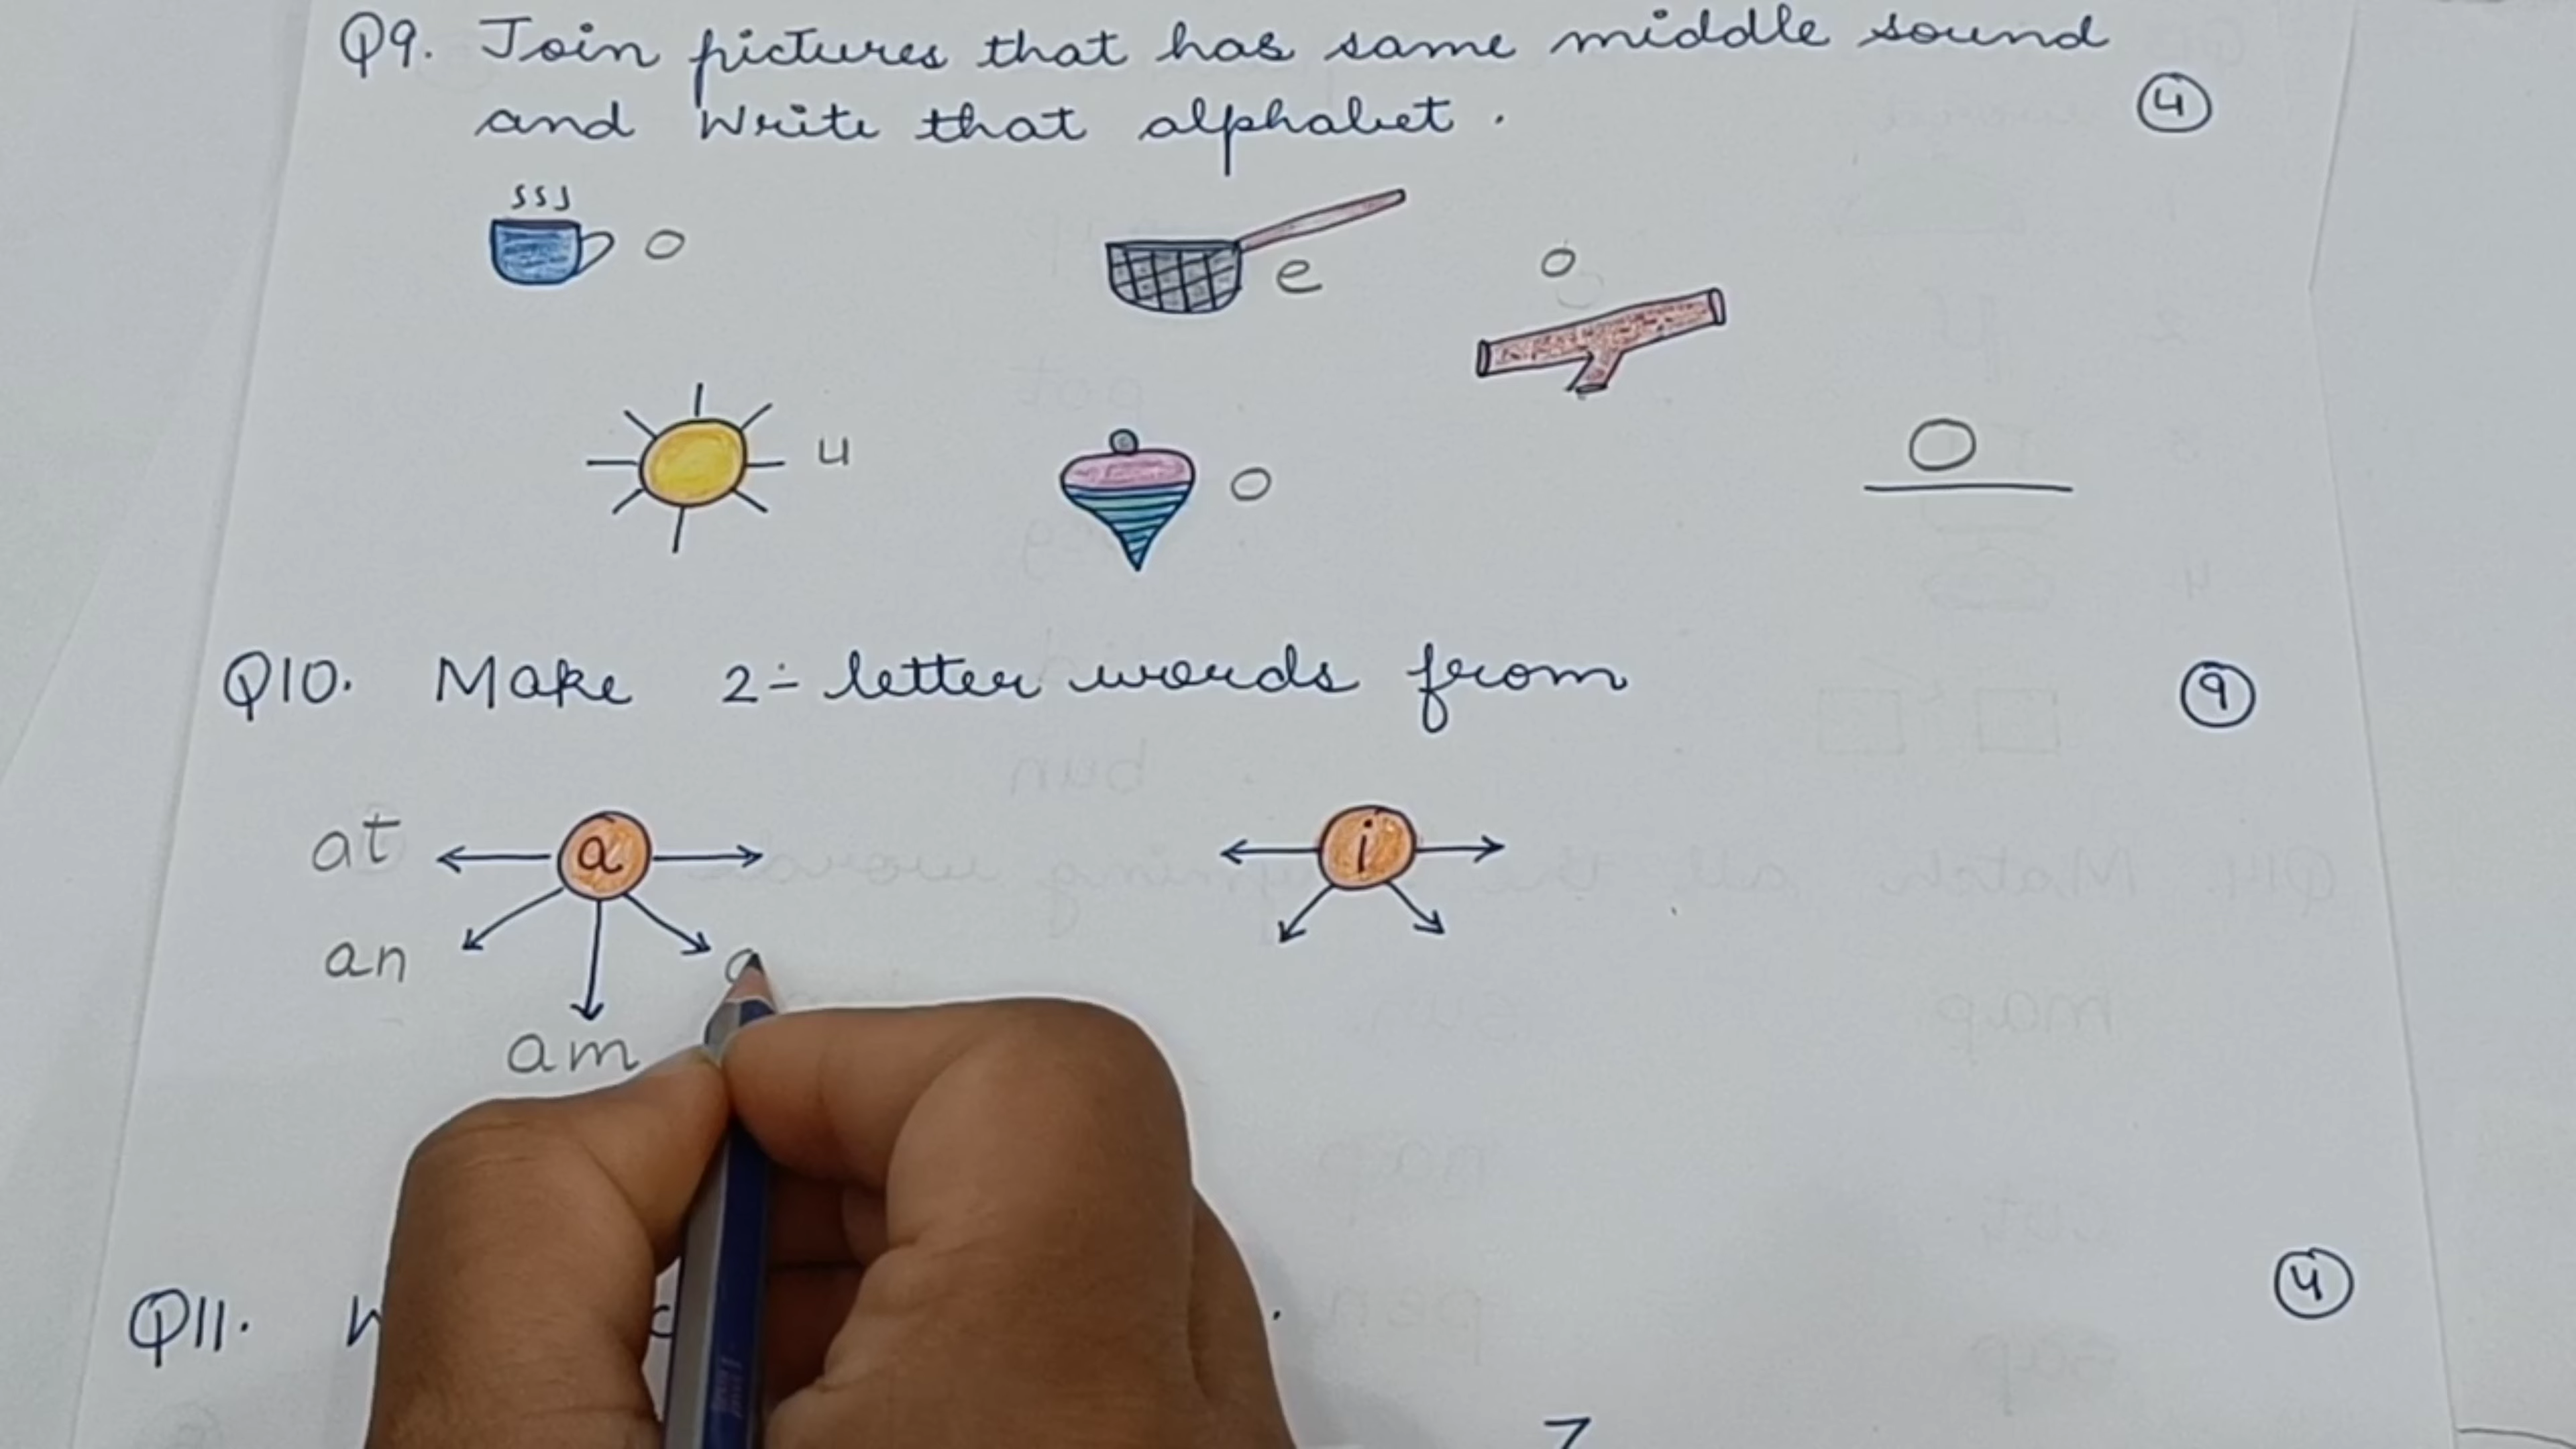 Q9. Join pictures that has same middle sound
and Write that alphabet. 4
o e o
u o o
Q10. Make 2-letter words from 9
at a i
an
am
Q11. 4